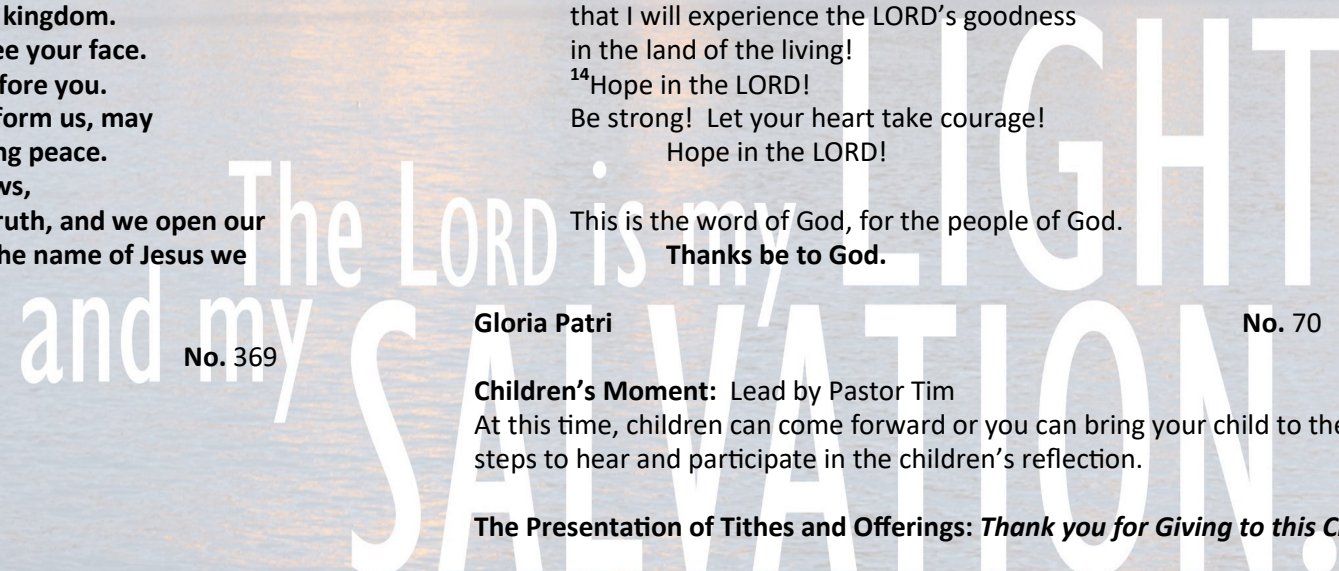 kingdom.
ee your face.
fore you.
form us, may
ng peace.
ws,
ruth, and we open our
he name of Jesus we
No. 369
that I will experience the LORD’s goodness
in the land of the living!
¹⁴Hope in the LORD!
Be strong!  Let your heart take courage!
Hope in the LORD!
This is the word of God, for the people of God.
Thanks be to God.
Gloria Patri No. 70
Children’s Moment:  Lead by Pastor Tim
At this time, children can come forward or you can bring your child to the
steps to hear and participate in the children’s reflection.
The Presentation of Tithes and Offerings: Thank you for Giving to this C
The LORD is my LIGHT
and my SALVATION.